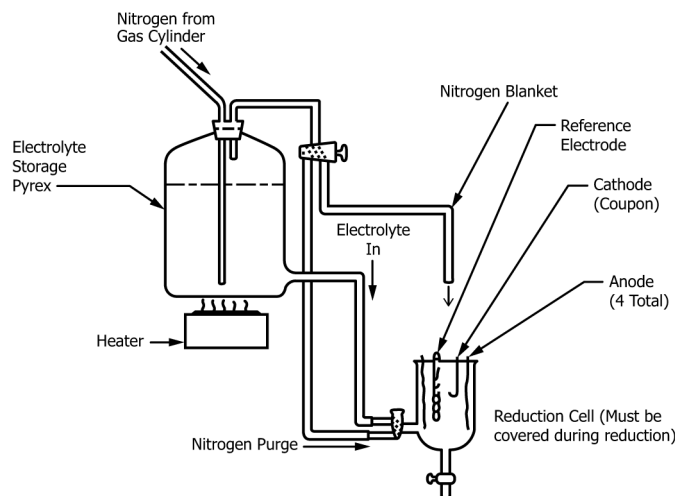 Nitrogen from
Gas Cylinder
Nitrogen Blanket
Reference
Electrode
Electrolyte
Storage
Pyrex
Cathode
(Coupon)
Electrolyte
In
Anode
(4 Total)
Heater
Reduction Cell (Must be
covered during reduction)
Nitrogen Purge